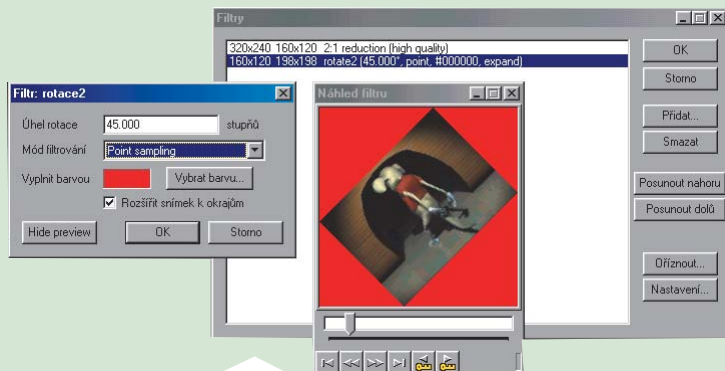 Filtry
320x240 160x120 2:1 reduction (high quality)
160x120 198x198 rotate2 (45.000°, point, #000000, expand)
OK
Storno
Přidat...
Smazat
Posunout nahoru
Posunout dolů
Oříznout...
Nastavení...
Filtr: rotace2
Úhel rotace 45.000 stupňů
Mód filtrování Point sampling
Vyplnit barvou Vybrat barvu...
Rozšířit snímek k okrajům
Hide preview OK Storno
Náhled filtru